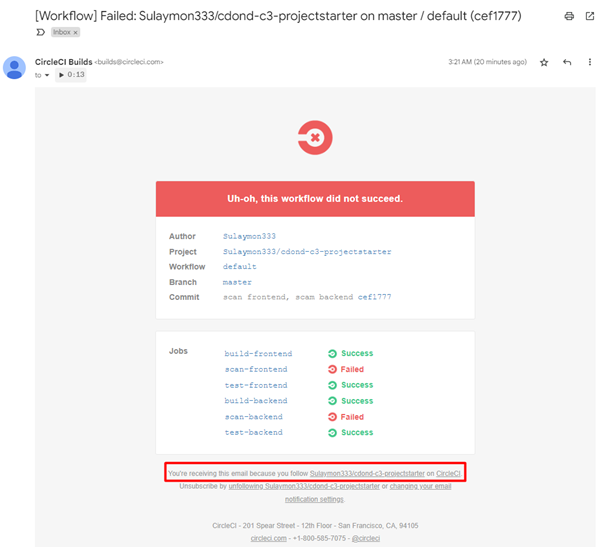 [Workflow] Failed: Sulaymon333/cdond-c3-projectstarter on master / default (cef1777)
Inbox ×
CircleCI Builds <builds@circleci.com>
3:21 AM (20 minutes ago)
to
0:13
Uh-oh, this workflow did not succeed.
Author Sulaymon333
Project Sulaymon333/cdond-c3-projectstarter
Workflow default
Branch master
Commit scan frontend, scam backend cef1777
Jobs
build-frontend Success
scan-frontend Failed
test-frontend Success
build-backend Success
scan-backend Failed
test-backend Success
You're receiving this email because you follow Sulaymon333/cdond-c3-projectstarter on CircleCI.
Unsubscribe by unfollowing Sulaymon333/cdond-c3-projectstarter or changing your email
notification settings.
CircleCI - 201 Spear Street - 12th Floor - San Francisco, CA, 94105
circleci.com - +1-800-585-7075 - @circleci